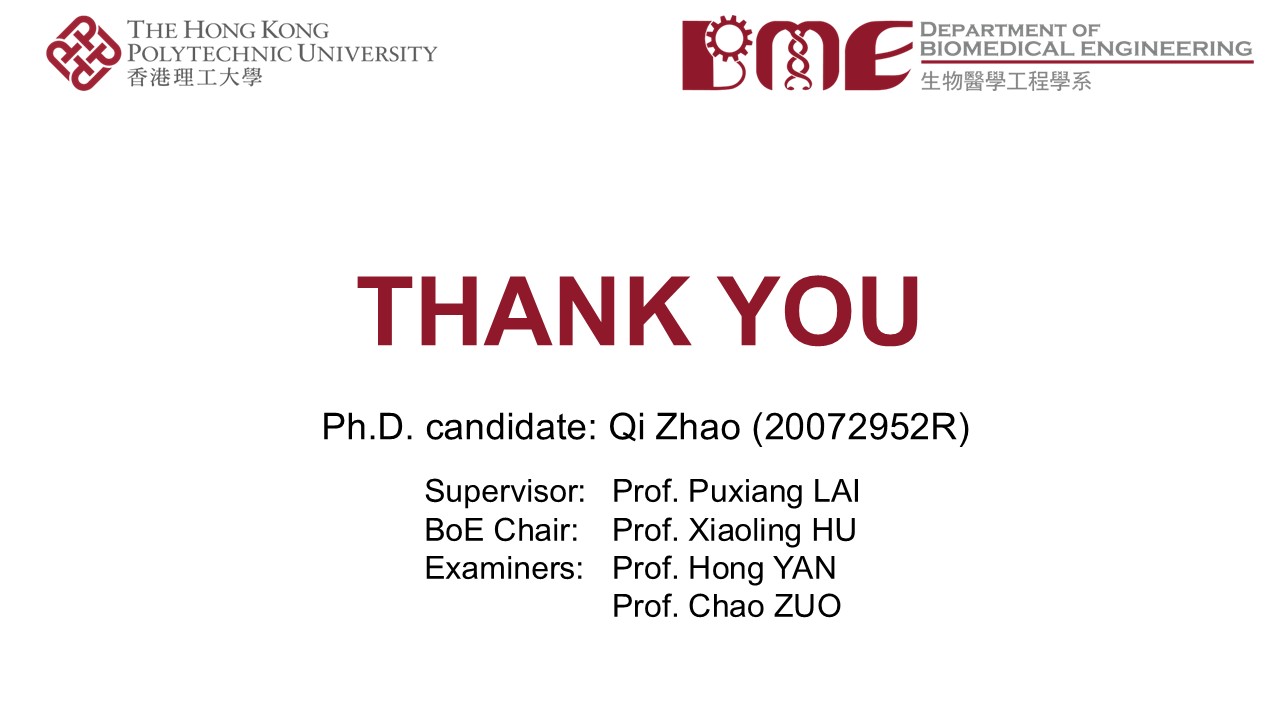 THE HONG KONG
POLYTECHNIC UNIVERSITY
香港理工大學
BME
DEPARTMENT OF
BIOMEDICAL ENGINEERING
生物醫學工程學系
THANK YOU
Ph.D. candidate: Qi Zhao (20072952R)
Supervisor: Prof. Puxiang LAI
BoE Chair: Prof. Xiaoling HU
Examiners: Prof. Hong YAN
Prof. Chao ZUO